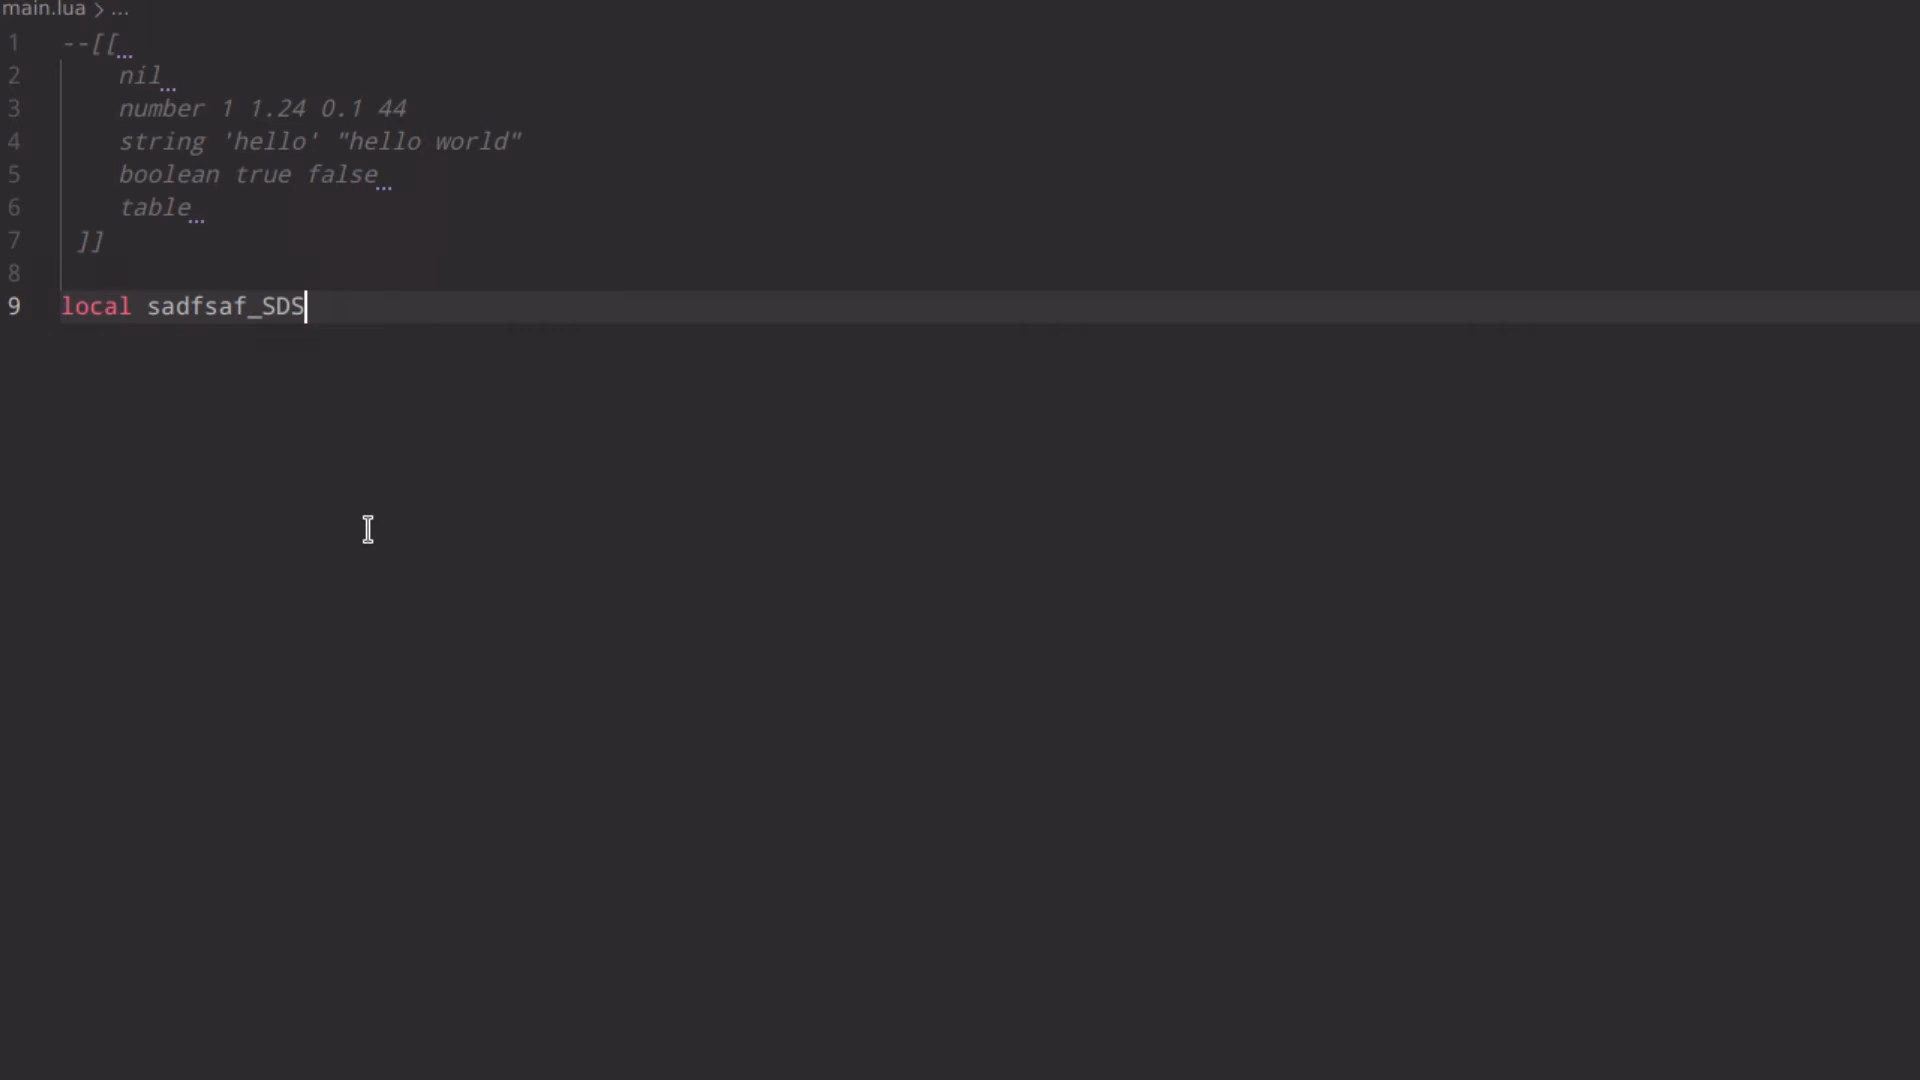 main.lua > ...
1 --[[...
2 nil...
3 number 1 1.24 0.1 44
4 string 'hello' "hello world"
5 boolean true false...
6 table...
7 ]]
8
9 local sadfsaf_SDS